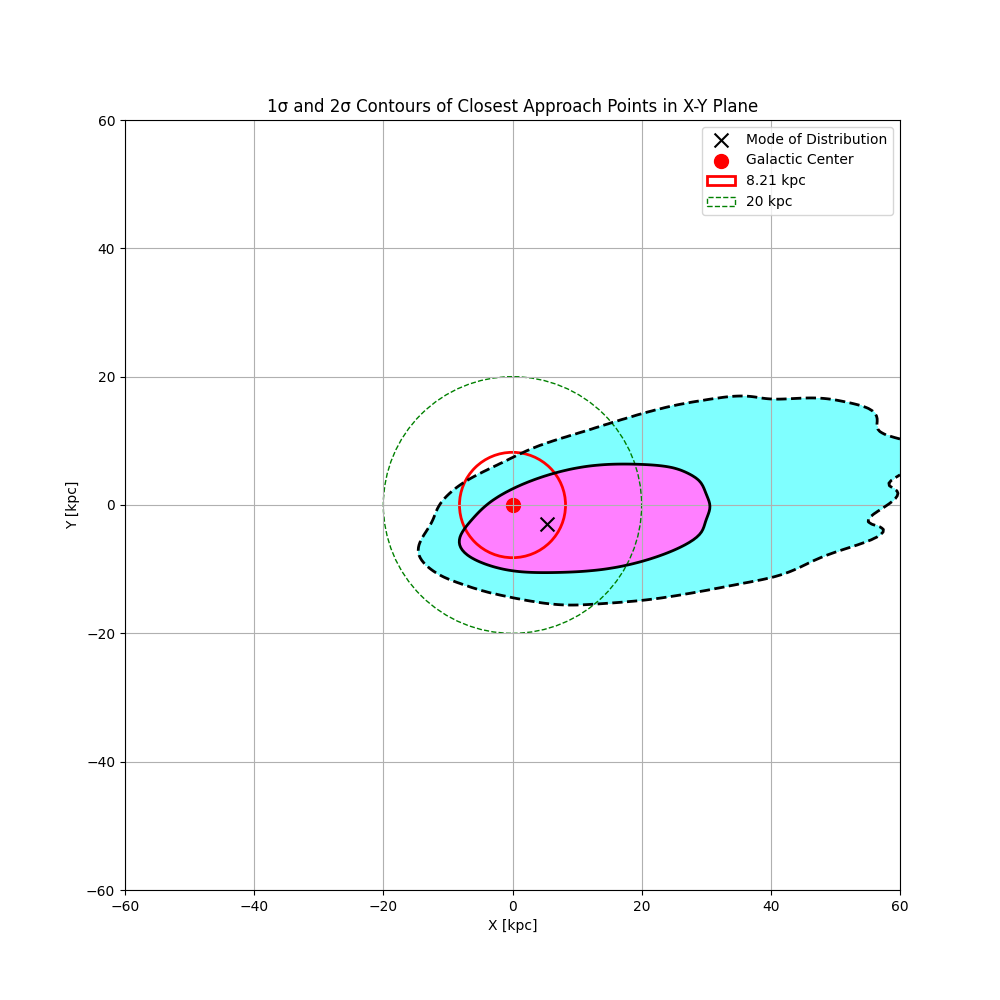 1σ and 2σ Contours of Closest Approach Points in X-Y Plane
Mode of Distribution
Galactic Center
8.21 kpc
20 kpc
60
40
20
0
−20
−40
−60
Y [kpc]
−60
−40
−20
0
20
40
60
X [kpc]